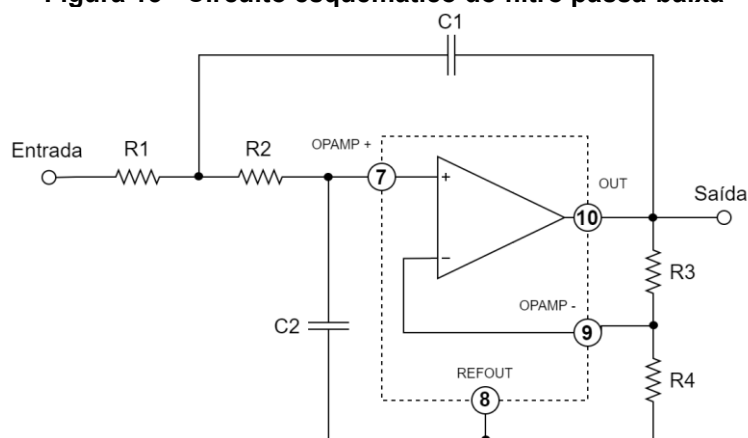 Figura 16 - Circuito esquemático do filtro passa-baixa
C1
Entrada
R1
R2
OPAMP +
7
+
−
OUT
10
Saída
R3
C2
OPAMP -
9
REFOUT
8
R4